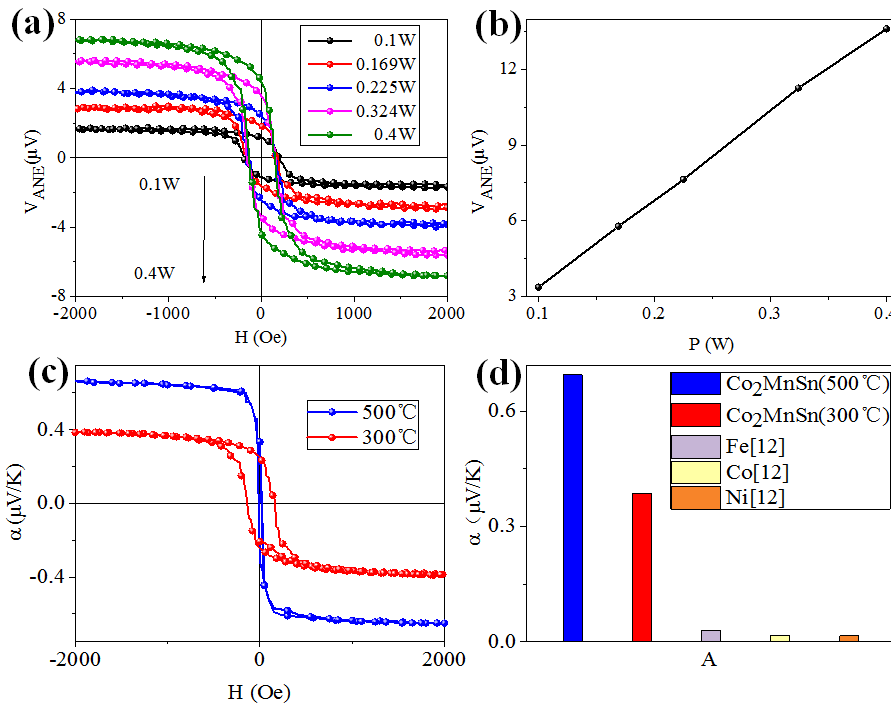 (a)
8
4
0
-4
-8
V_ANE(μV)
0.1W
0.169W
0.225W
0.324W
0.4W
0.1W
0.4W
-2000 -1000 0 1000 2000
H (Oe)
(b)
13
9
6
3
V_ANE(μV)
0.1 0.2 0.3 0.4
P (W)
(c)
0.4
0.0
-0.4
α (μV/K)
500℃
300℃
-2000 0 2000
H (Oe)
(d)
0.6
0.3
0.0
α (μV/K)
Co₂MnSn(500℃)
Co₂MnSn(300℃)
Fe[12]
Co[12]
Ni[12]
A